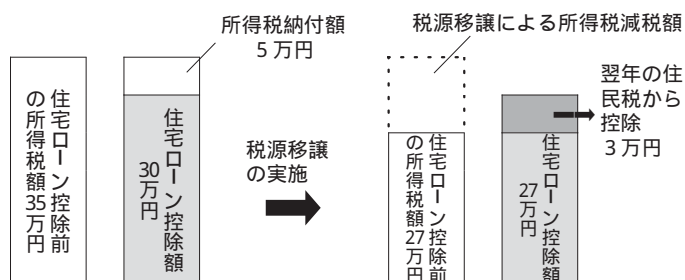 所得税納付額
5万円
住宅ローン控除前
の所得税額35万円
住宅ローン控除額
30万円
税源移譲
の実施
税源移譲による所得税減税額
住宅ローン控除前
の所得税額27万円
住宅ローン控除額
27万円
翌年の住
民税から
控除
3万円